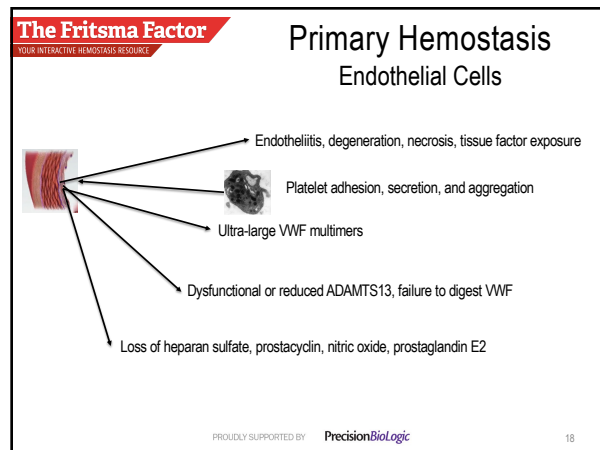 The Fritsma Factor
YOUR INTERACTIVE HEMOSTASIS RESOURCE
Primary Hemostasis
Endothelial Cells
Endotheliitis, degeneration, necrosis, tissue factor exposure
Platelet adhesion, secretion, and aggregation
Ultra-large VWF multimers
Dysfunctional or reduced ADAMTS13, failure to digest VWF
Loss of heparan sulfate, prostacyclin, nitric oxide, prostaglandin E2
PROUDLY SUPPORTED BY PrecisionBioLogic 18